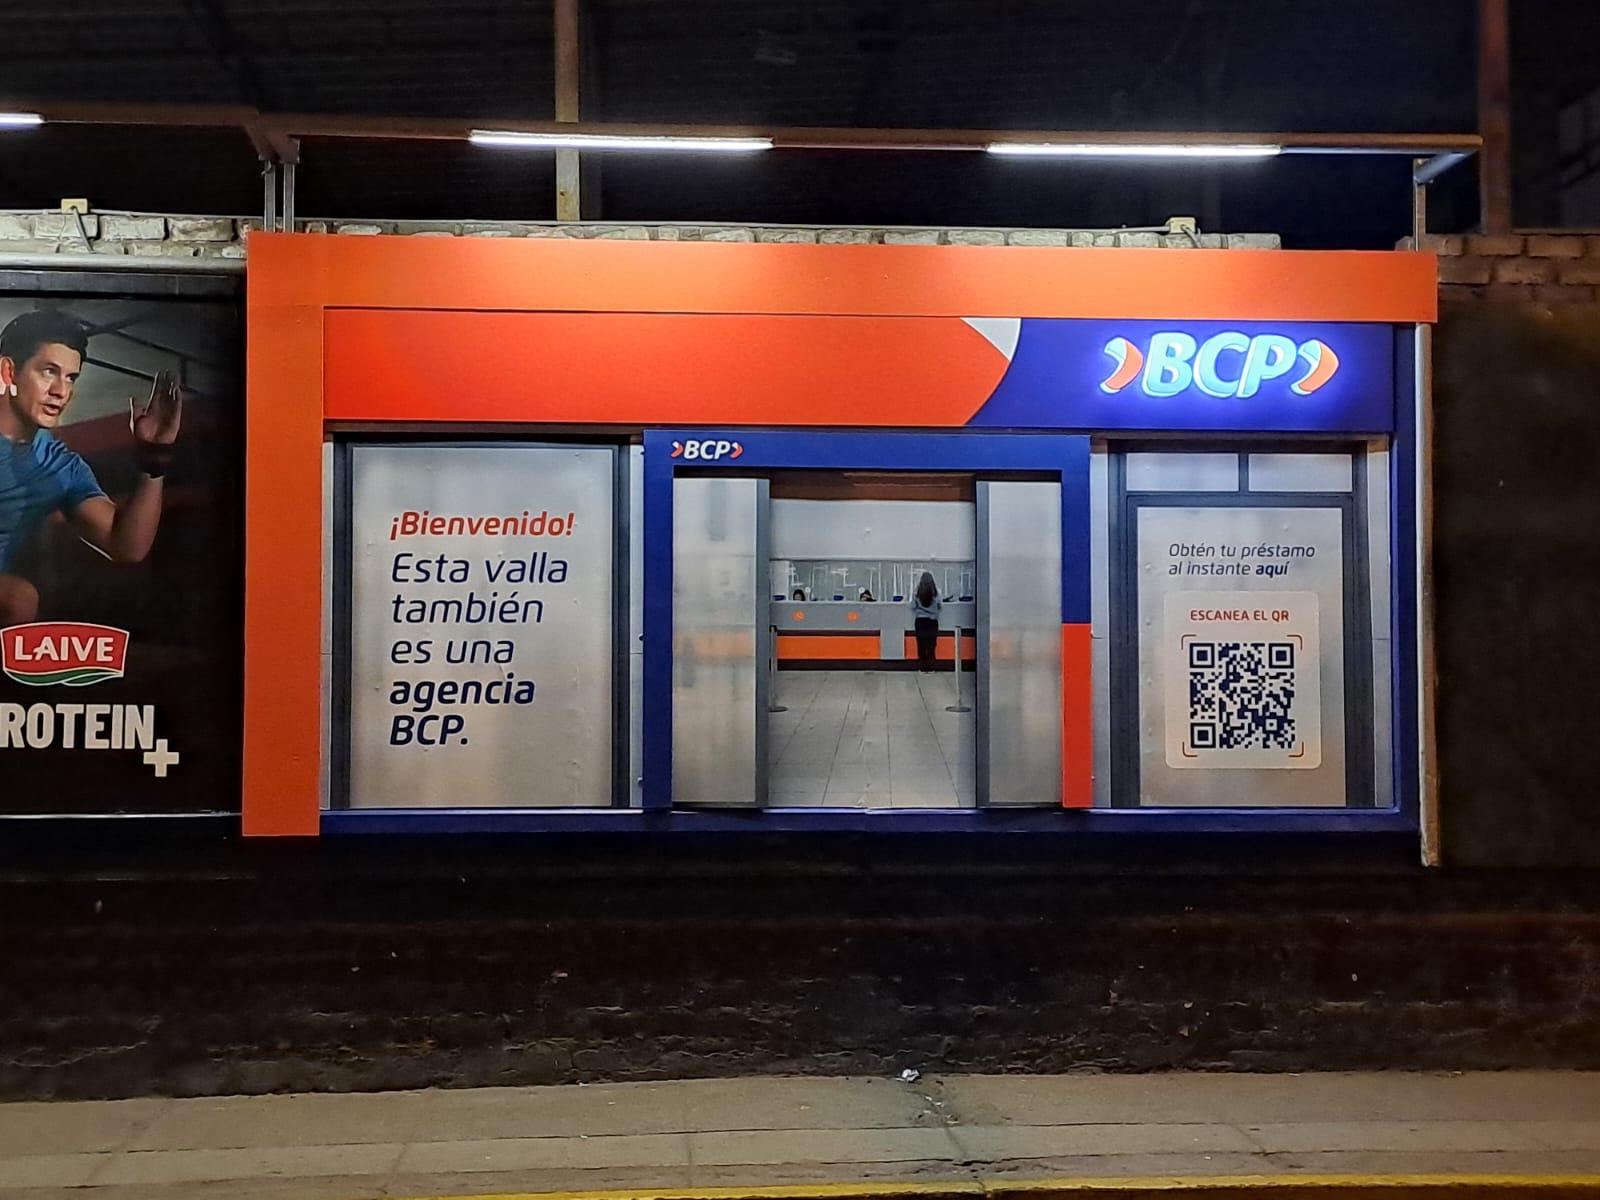 BCP
BCP
¡Bienvenido!
Esta valla
también
es una
agencia
BCP.
Obtén tu préstamo
al instante aquí
ESCANEA EL QR
LAIVE
ROTEIN+